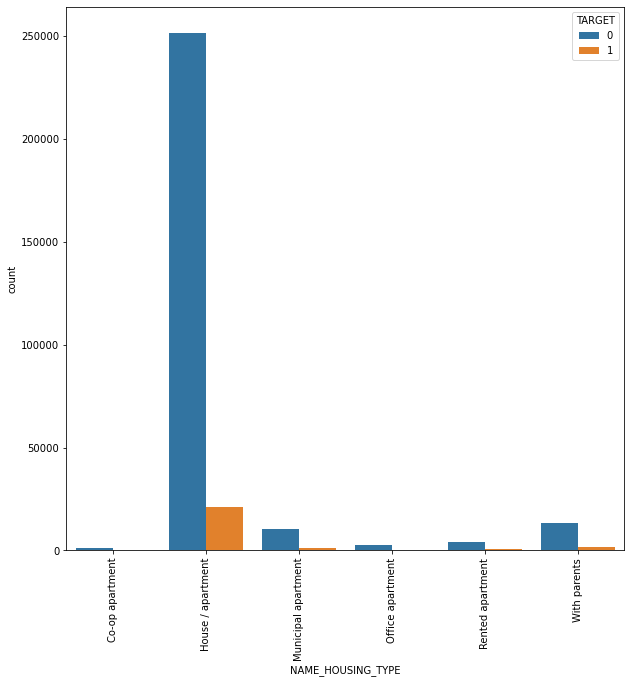 TARGET
0
1
250000
200000
150000
100000
50000
0
count
Co-op apartment
House / apartment
Municipal apartment
Office apartment
Rented apartment
With parents
NAME_HOUSING_TYPE